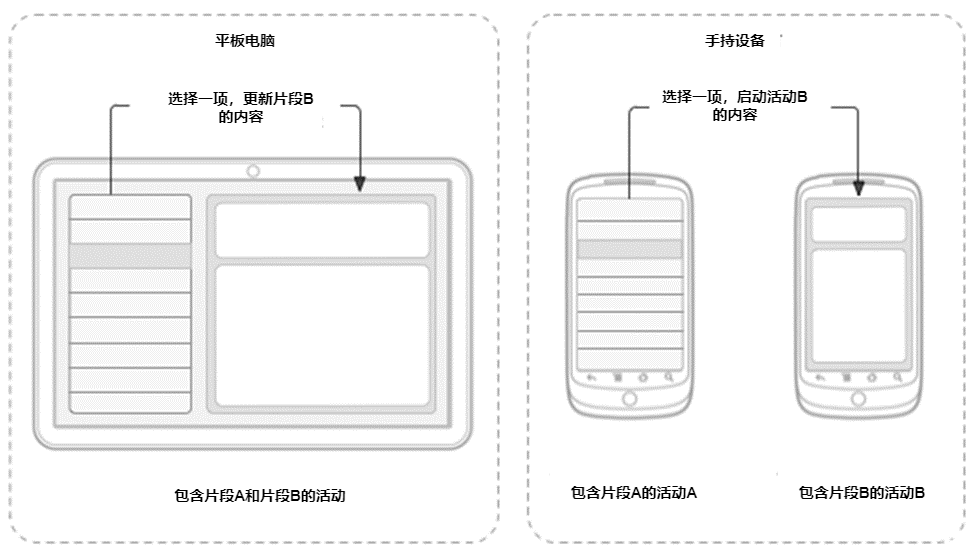 平板电脑
选择一项，更新片段B
的内容
包含片段A和片段B的活动
手持设备
选择一项，启动活动B
的内容
包含片段A的活动A
包含片段B的活动B